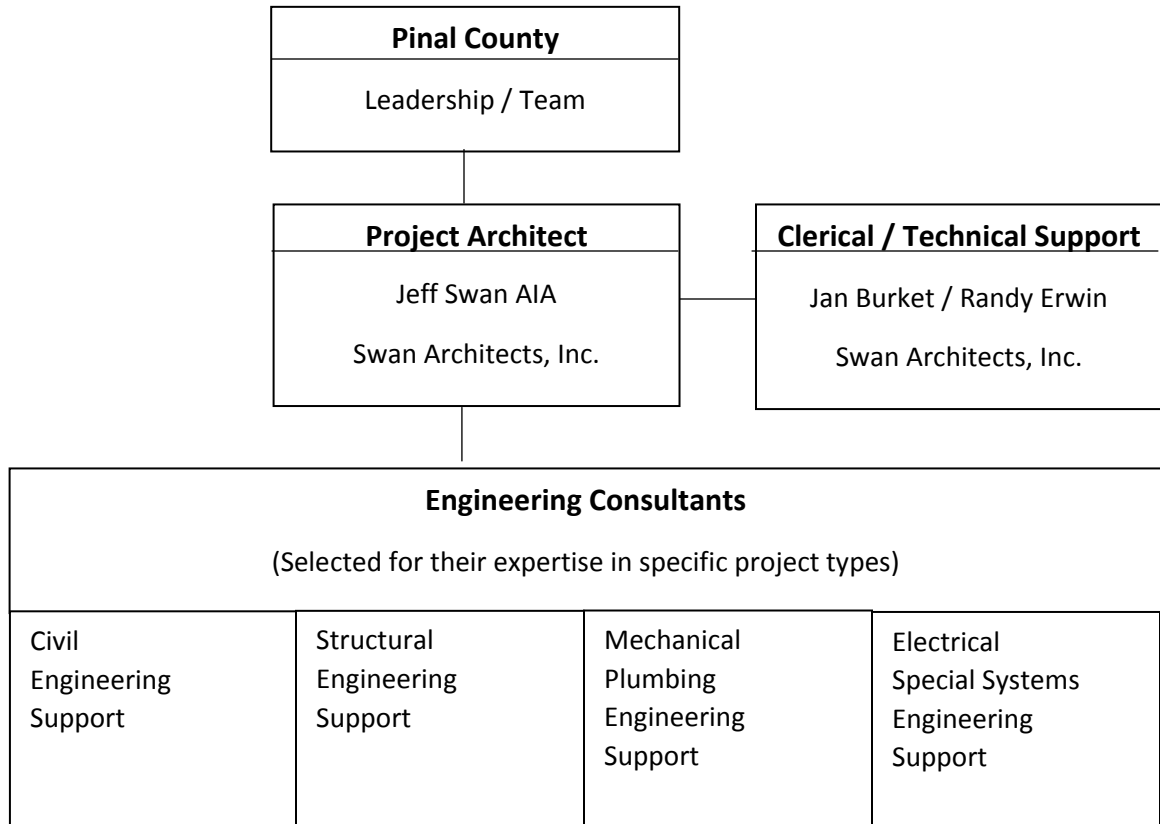 Pinal County
Leadership / Team
Project Architect
Jeff Swan AIA
Swan Architects, Inc.
Clerical / Technical Support
Jan Burket / Randy Erwin
Swan Architects, Inc.
Engineering Consultants
(Selected for their expertise in specific project types)
Civil
Engineering
Support
Structural
Engineering
Support
Mechanical
Plumbing
Engineering
Support
Electrical
Special Systems
Engineering
Support